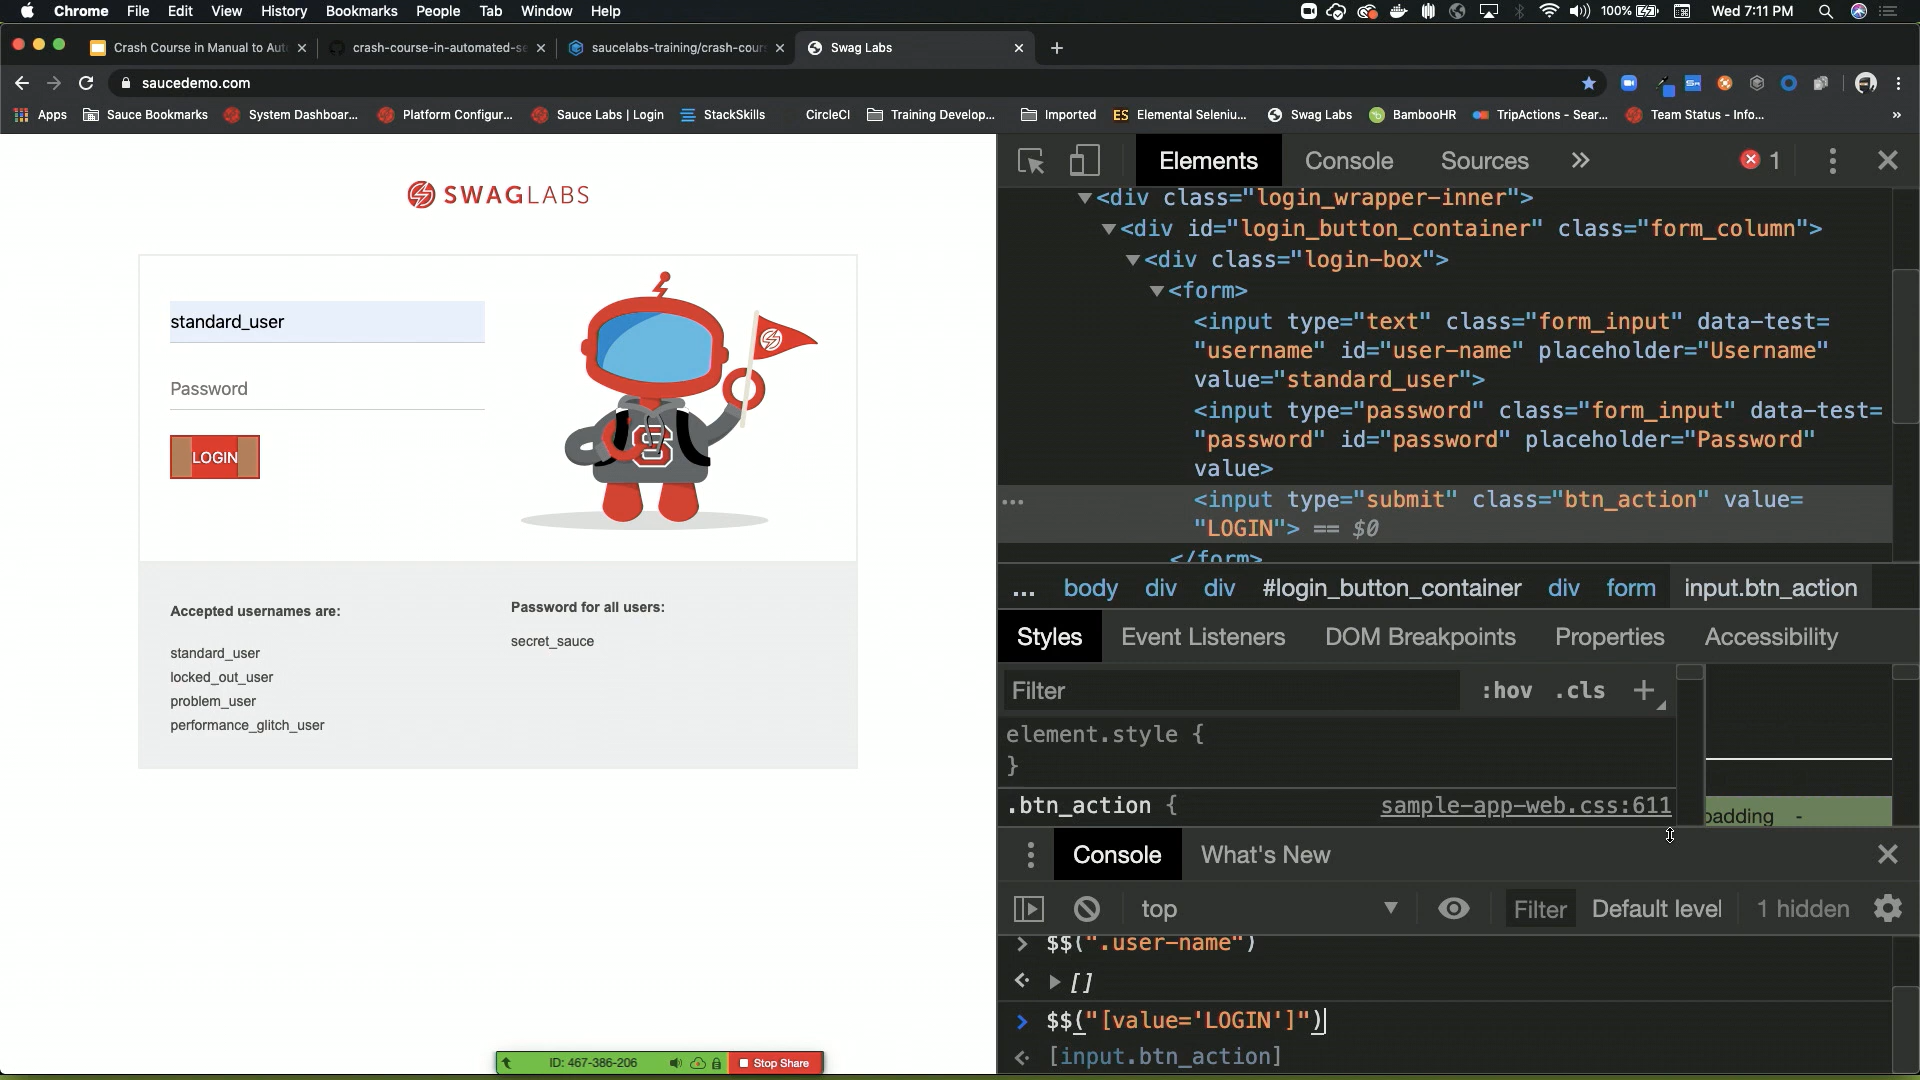 Chrome File Edit View History Bookmarks People Tab Window Help 100% Wed 7:11 PM
Crash Course in Manual to Aut crash-course-in-automated-se saucelabs-training/crash-cour Swag Labs
saucedemo.com
Apps Sauce Bookmarks System Dashboar... Platform Configur... Sauce Labs | Login StackSkills CircleCI Training Develop... Imported ES Elemental Seleniu... Swag Labs BambooHR TripActions - Sear... Team Status - Info... »
SWAGLABS
standard_user
Password
LOGIN
S
Accepted usernames are:
standard_user
locked_out_user
problem_user
performance_glitch_user
Password for all users:
secret_sauce
ID: 467-386-206 Stop Share
Elements Console Sources » 1
<div class="login_wrapper-inner">
<div id="login_button_container" class="form_column">
<div class="login-box">
<form>
<input type="text" class="form_input" data-test=
"username" id="user-name" placeholder="Username"
value="standard_user">
<input type="password" class="form_input" data-test=
"password" id="password" placeholder="Password"
value>
<input type="submit" class="btn_action" value=
"LOGIN"> == $0
</form>
... body div div #login_button_container div form input.btn_action
Styles Event Listeners DOM Breakpoints Properties Accessibility
Filter :hov .cls +
element.style {
}
.btn_action { sample-app-web.css:611
padding -
Console What's New
top Filter Default level 1 hidden
> $$(".user-name")
[]
> $$("[value='LOGIN']")
[input.btn_action]